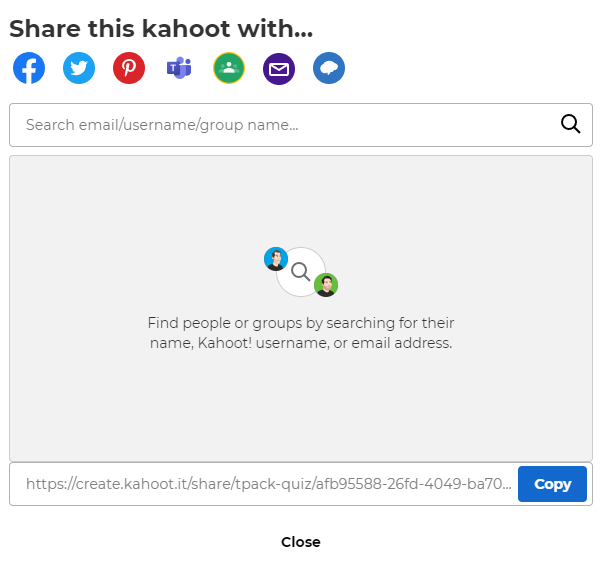 Share this kahoot with...
Search email/username/group name...
Find people or groups by searching for their
name, Kahoot! username, or email address.
https://create.kahoot.it/share/tpack-quiz/afb95588-26fd-4049-ba70...
Copy
Close